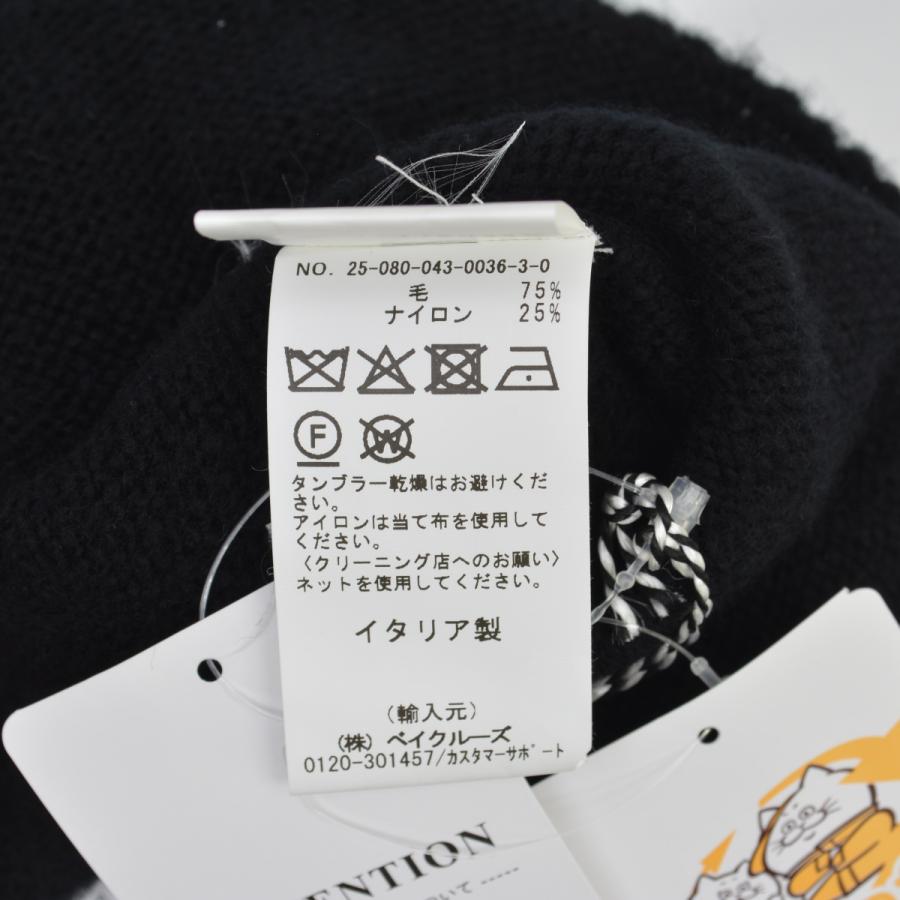 NO. 25-080-043-0036-3-0
毛 75%
ナイロン 25%
F
W
タンブラー乾燥はお避けくだ
さい。
アイロンは当て布を使用して
ください。
〈クリーニング店へのお願い〉
ネットを使用してください。
イタリア製
（輸入元）
(株) ベイクルーズ
0120-301457/カスタマーサポート
ENTION
いて -----